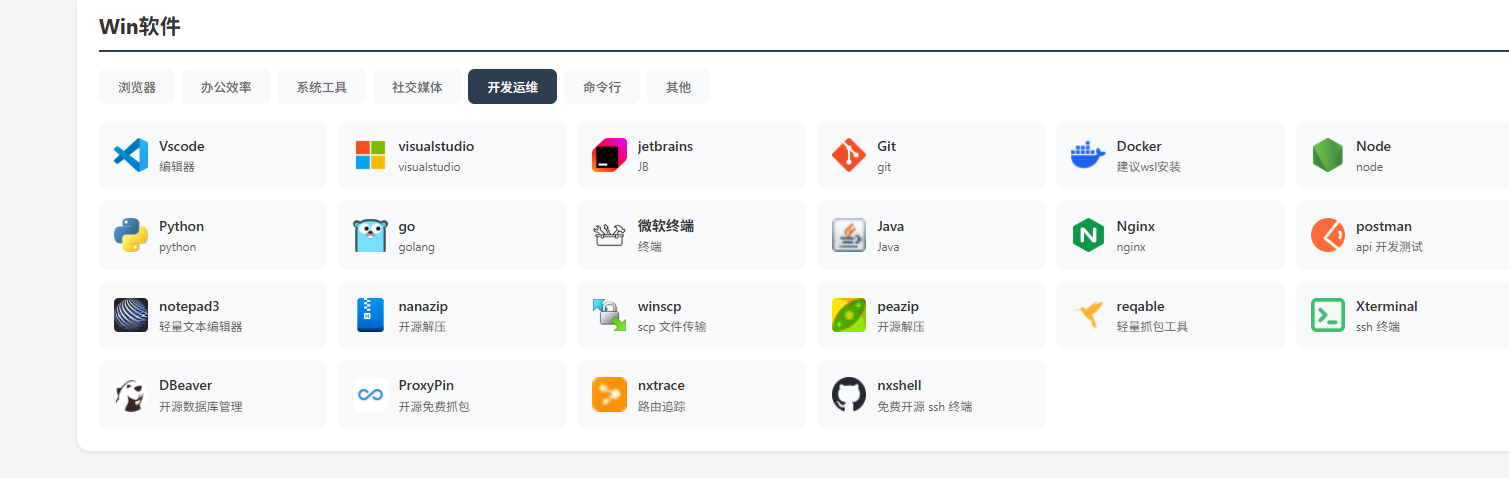 Win软件
浏览器
办公效率
系统工具
社交媒体
开发运维
命令行
其他
Vscode
编辑器
visualstudio
visualstudio
jetbrains
JB
Git
git
Docker
建议wsl安装
Node
node
Python
python
go
golang
微软终端
终端
Java
Java
Nginx
nginx
postman
api 开发测试
notepad3
轻量文本编辑器
nanazip
开源解压
winscp
scp 文件传输
peazip
开源解压
reqable
轻量抓包工具
Xterminal
ssh 终端
DBeaver
开源数据库管理
ProxyPin
开源免费抓包
nxtrace
路由追踪
nxshell
免费开源 ssh 终端